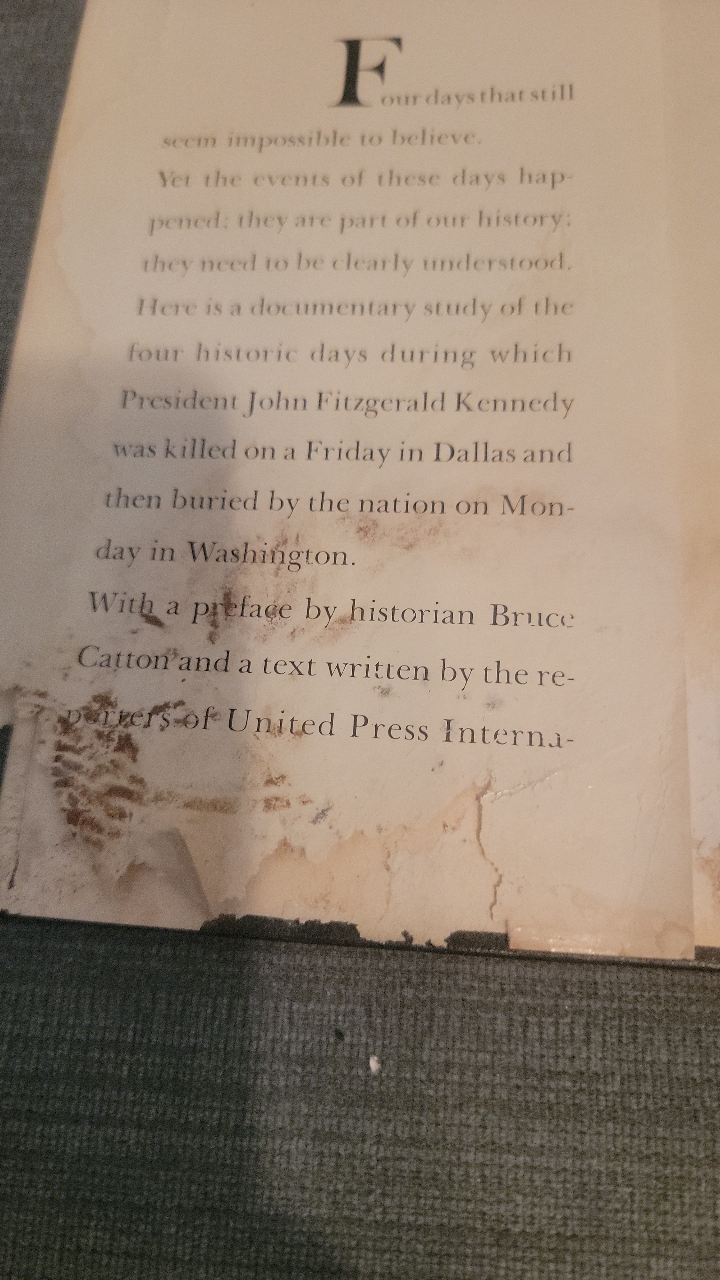 Four days that still
seem impossible to believe.
Yet the events of these days hap-
pened; they are part of our history;
they need to be clearly understood.
Here is a documentary study of the
four historic days during which
President John Fitzgerald Kennedy
was killed on a Friday in Dallas and
then buried by the nation on Mon-
day in Washington.
With a preface by historian Bruce
Catton and a text written by the re-
porters of United Press Interna-